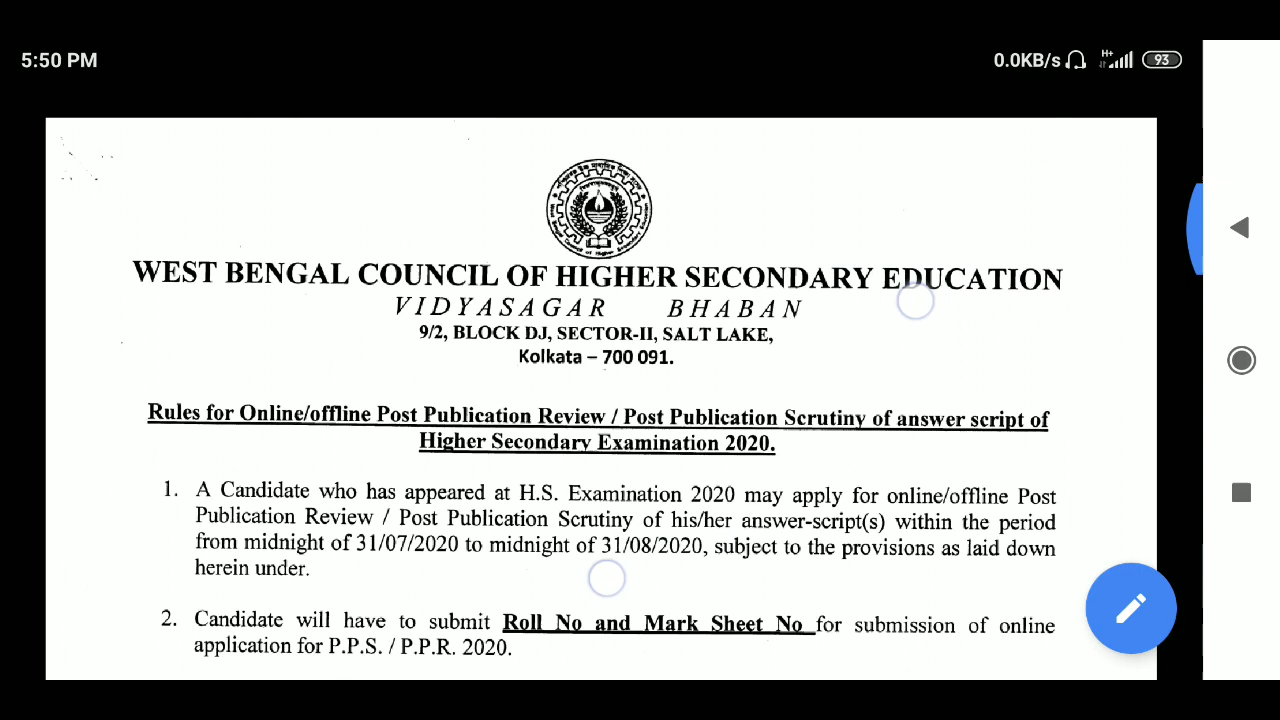 5:50 PM
0.0KB/s
H+
93
WEST BENGAL COUNCIL OF HIGHER SECONDARY EDUCATION
VIDYASAGAR BHABAN
9/2, BLOCK DJ, SECTOR-II, SALT LAKE,
Kolkata – 700 091.
Rules for Online/offline Post Publication Review / Post Publication Scrutiny of answer script of
Higher Secondary Examination 2020.
1. A Candidate who has appeared at H.S. Examination 2020 may apply for online/offline Post
Publication Review / Post Publication Scrutiny of his/her answer-script(s) within the period
from midnight of 31/07/2020 to midnight of 31/08/2020, subject to the provisions as laid down
herein under.
2. Candidate will have to submit Roll No and Mark Sheet No for submission of online
application for P.P.S. / P.P.R. 2020.